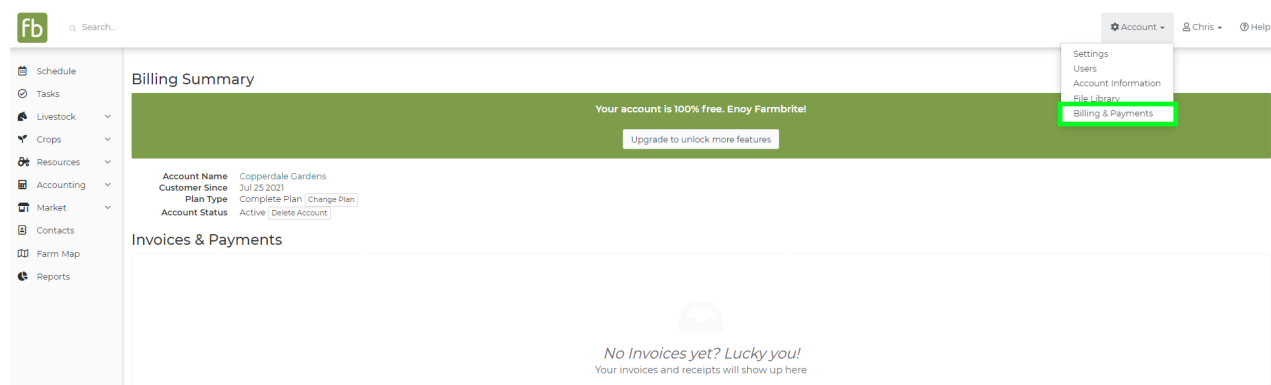 fb
Search...
Account
Chris
Help
Settings
Users
Account Information
File Library
Billing & Payments
Schedule
Tasks
Livestock
Crops
Resources
Accounting
Market
Contacts
Farm Map
Reports
Billing Summary
Your account is 100% free. Enoy Farmbrite!
Upgrade to unlock more features
Account Name Copperdale Gardens
Customer Since Jul 25 2021
Plan Type Complete Plan Change Plan
Account Status Active Delete Account
Invoices & Payments
No Invoices yet? Lucky you!
Your invoices and receipts will show up here